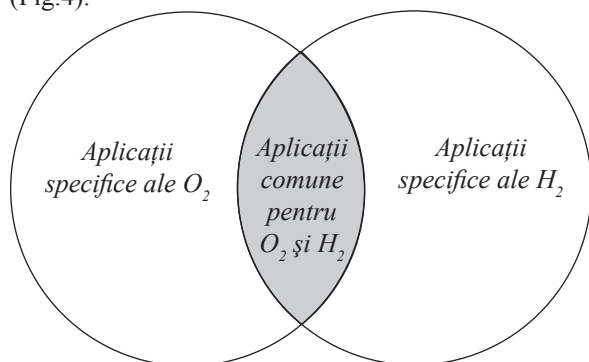 (Fig.4).
Aplicații
specifice ale O₂
Aplicații
comune
pentru
O₂ și H₂
Aplicații
specifice ale H₂